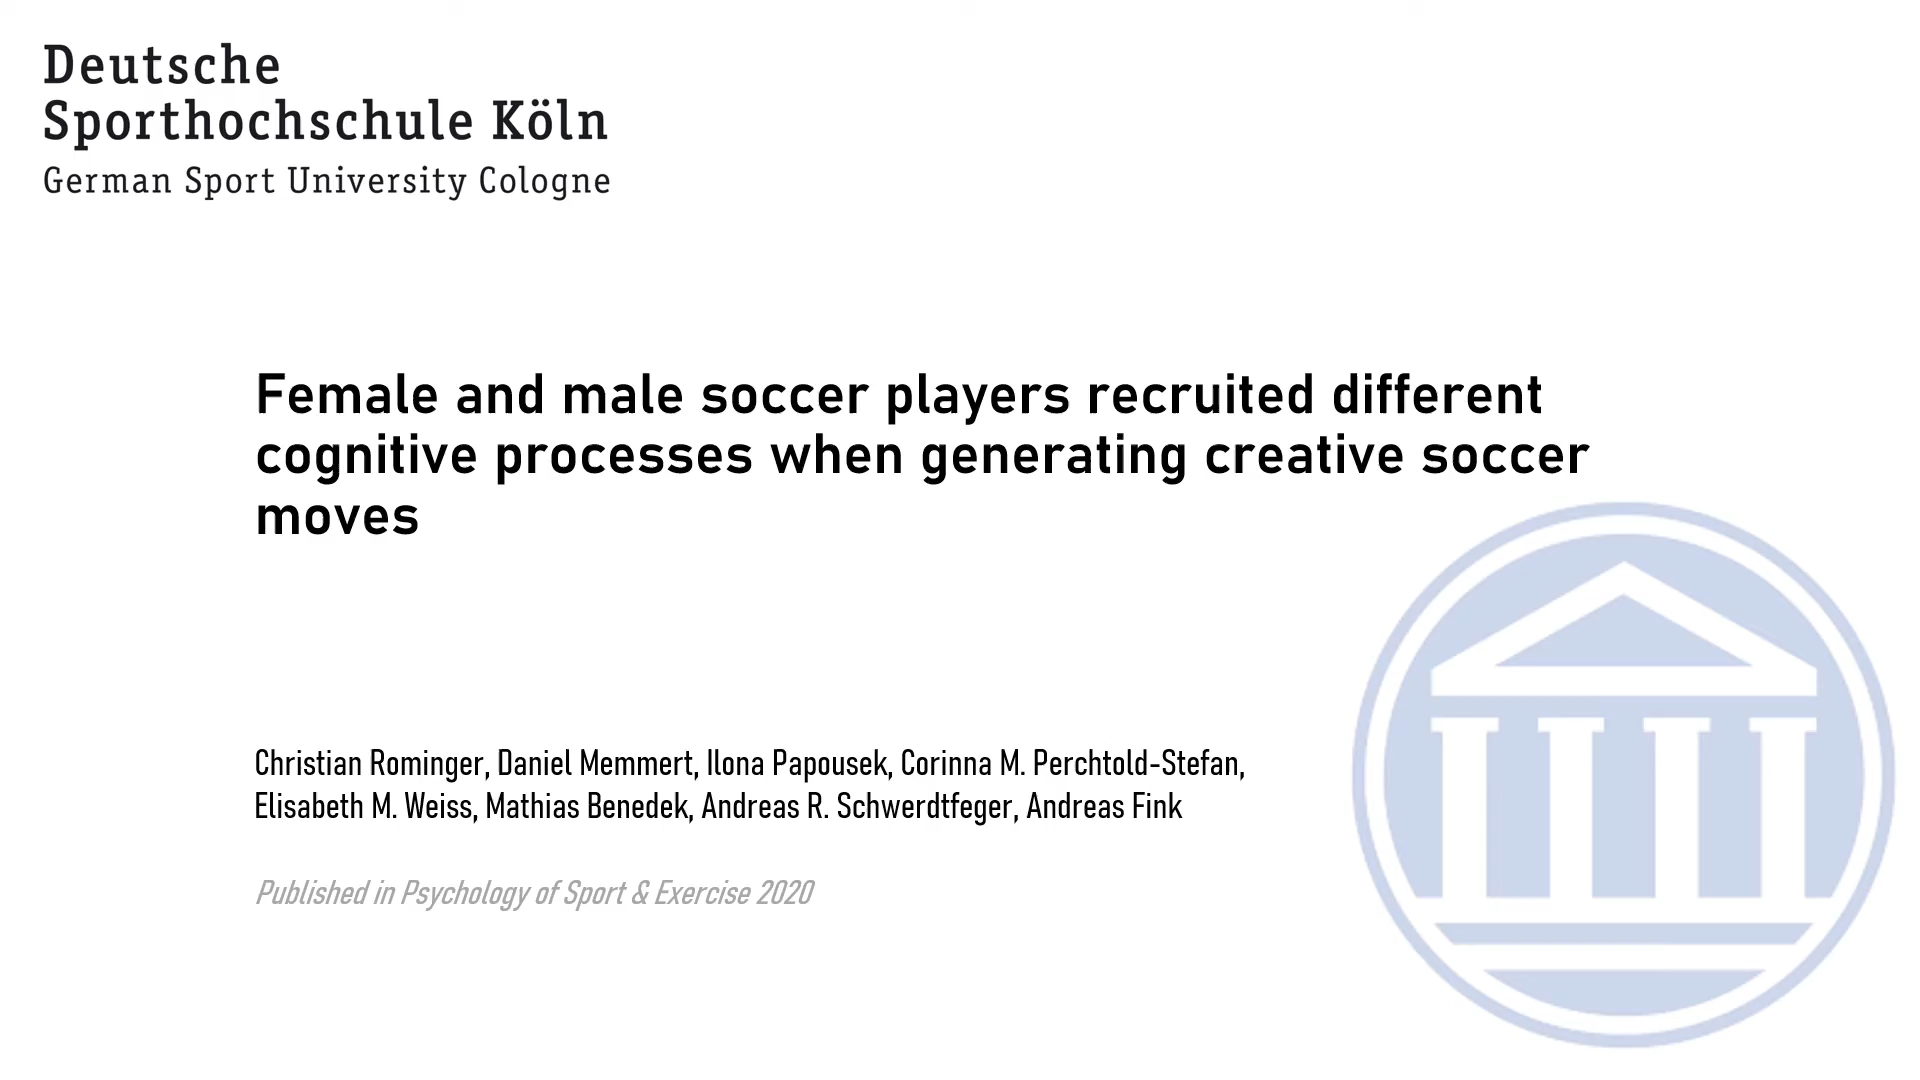 Deutsche
Sporthochschule Köln
German Sport University Cologne
Female and male soccer players recruited different
cognitive processes when generating creative soccer
moves
Christian Rominger, Daniel Memmert, Ilona Papousek, Corinna M. Perchtold-Stefan,
Elisabeth M. Weiss, Mathias Benedek, Andreas R. Schwerdtfeger, Andreas Fink
Published in Psychology of Sport & Exercise 2020